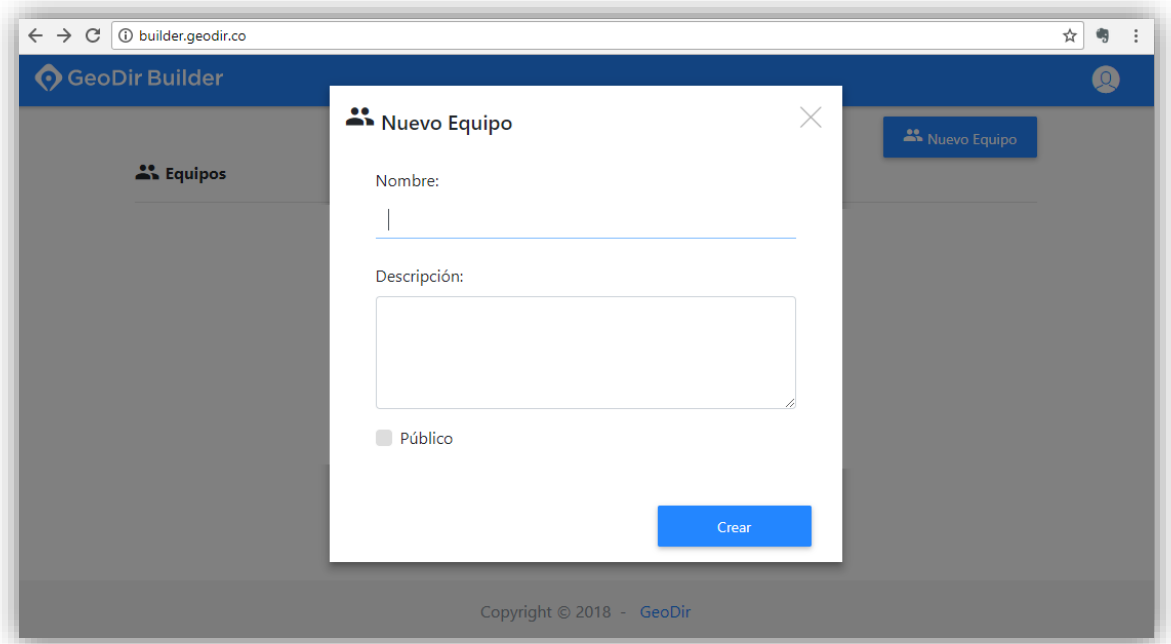 builder.geodir.co
GeoDir Builder
Nuevo Equipo
Nuevo Equipo
Equipos
Nombre:
Descripción:
Público
Crear
Copyright © 2018 - GeoDir